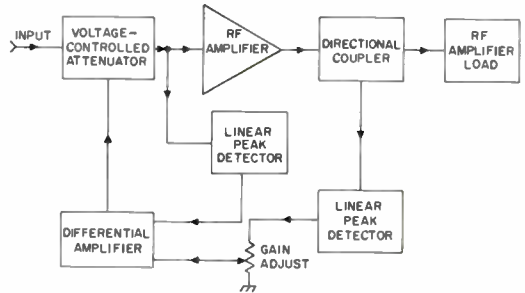 INPUT
VOLTAGE-
CONTROLLED
ATTENUATOR
RF
AMPLIFIER
DIRECTIONAL
COUPLER
RF
AMPLIFIER
LOAD
LINEAR
PEAK
DETECTOR
LINEAR
PEAK
DETECTOR
DIFFERENTIAL
AMPLIFIER
GAIN
ADJUST